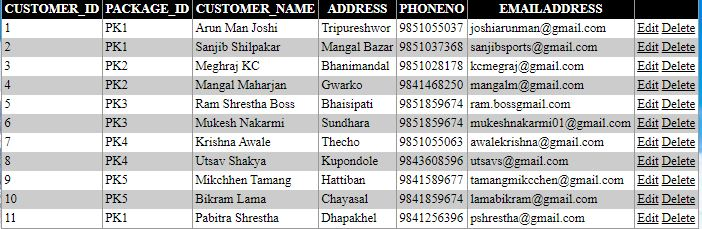 CUSTOMER_ID PACKAGE_ID CUSTOMER_NAME ADDRESS PHONENO EMAILADDRESS
1 PK1 Arun Man Joshi Tripureshwor 9851055037 joshiarunman@gmail.com Edit Delete
2 PK1 Sanjib Shilpakar Mangal Bazar 9851037368 sanjibsports@gmail.com Edit Delete
3 PK2 Meghraj KC Bhanimandal 9851028178 kcmegraj@gmail.com Edit Delete
4 PK2 Mangal Maharjan Gwarko 9841468250 mangalm@gmail.com Edit Delete
5 PK3 Ram Shrestha Boss Bhaisipati 9851859674 ram.bossgmail.com Edit Delete
6 PK3 Mukesh Nakarmi Sundhara 9851859674 mukeshnakarmi01@gmail.com Edit Delete
7 PK4 Krishna Awale Thecho 9851055063 awalekrishna@gmail.com Edit Delete
8 PK4 Utsav Shakya Kupondole 9843608596 utsavs@gmail.com Edit Delete
9 PK5 Mikchhen Tamang Hattiban 9841589677 tamangmikcchen@gmail.com Edit Delete
10 PK5 Bikram Lama Chayasal 9841859674 lamabikram@gmail.com Edit Delete
11 PK1 Pabitra Shrestha Dhapakhel 9841256396 pshrestha@gmail.com Edit Delete